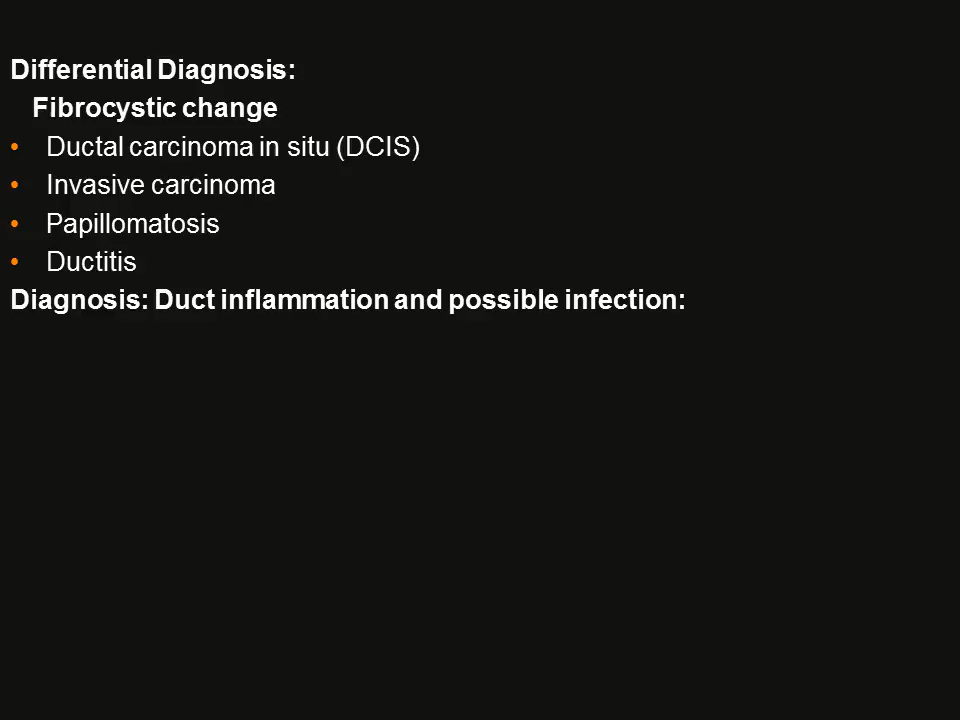 Differential Diagnosis:
Fibrocystic change
• Ductal carcinoma in situ (DCIS)
• Invasive carcinoma
• Papillomatosis
• Ductitis
Diagnosis: Duct inflammation and possible infection: